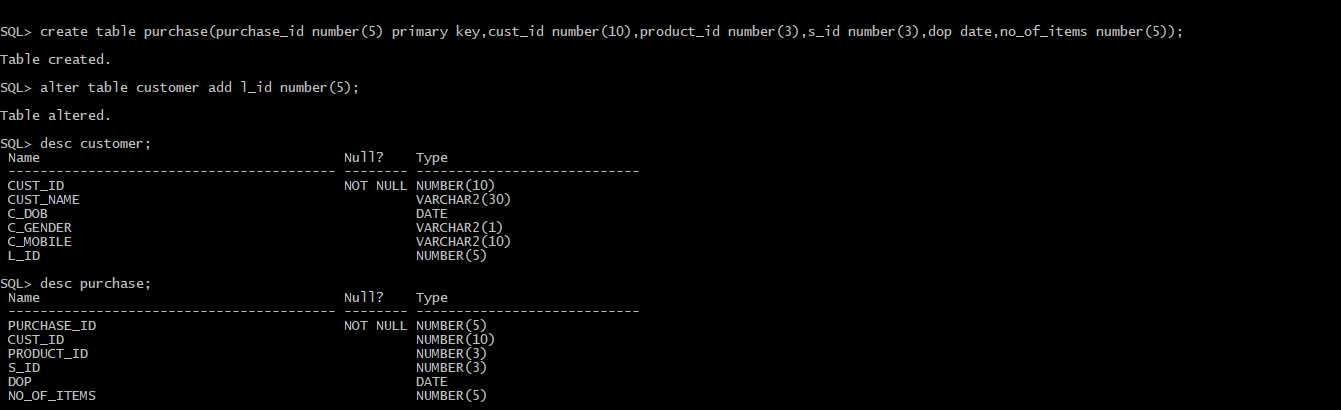 SQL> create table purchase(purchase_id number(5) primary key,cust_id number(10),product_id number(3),s_id number(3),dop date,no_of_items number(5));
Table created.
SQL> alter table customer add l_id number(5);
Table altered.
SQL> desc customer;
 Name                                      Null?    Type
 ----------------------------------------- -------- ----------------------------
 CUST_ID                                   NOT NULL NUMBER(10)
 CUST_NAME                                          VARCHAR2(30)
 C_DOB                                              DATE
 C_GENDER                                           VARCHAR2(1)
 C_MOBILE                                           VARCHAR2(10)
 L_ID                                               NUMBER(5)
SQL> desc purchase;
 Name                                      Null?    Type
 ----------------------------------------- -------- ----------------------------
 PURCHASE_ID                               NOT NULL NUMBER(5)
 CUST_ID                                            NUMBER(10)
 PRODUCT_ID                                         NUMBER(3)
 S_ID                                               NUMBER(3)
 DOP                                                DATE
 NO_OF_ITEMS                                        NUMBER(5)